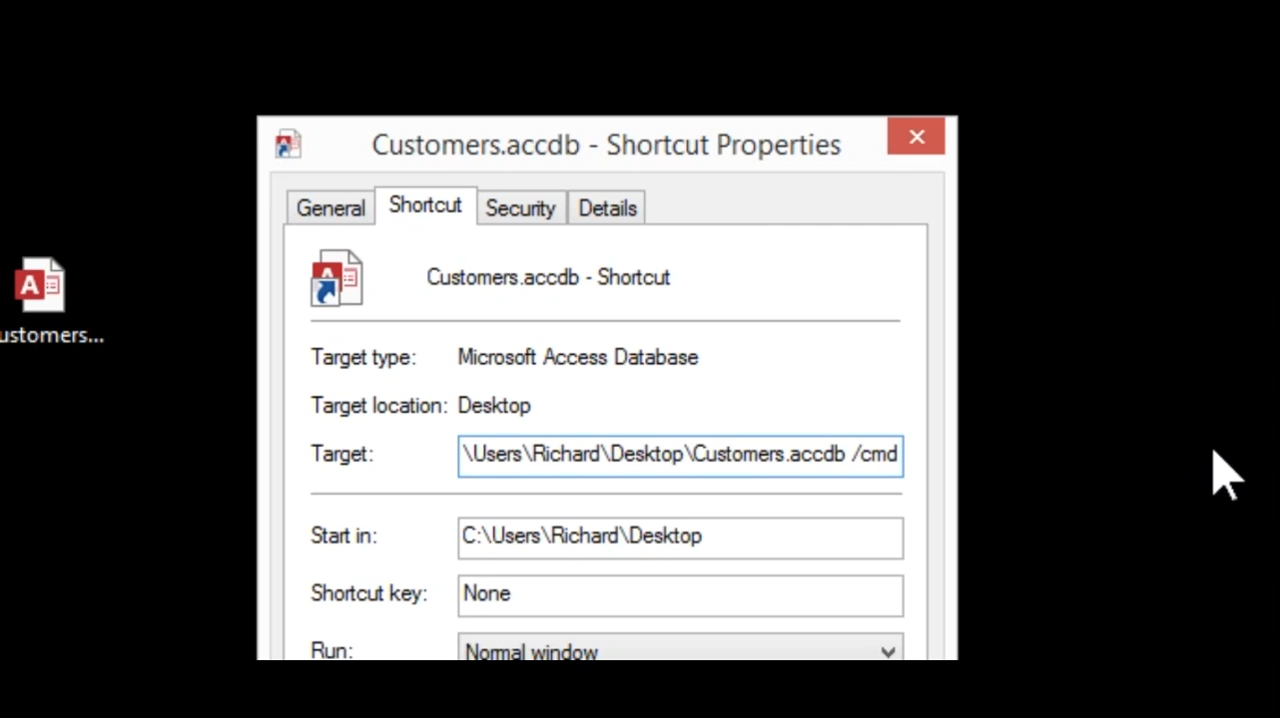 Customers.accdb - Shortcut Properties
General Shortcut Security Details
Customers.accdb - Shortcut
ustomers...
Target type: Microsoft Access Database
Target location: Desktop
Target: \Users\Richard\Desktop\Customers.accdb /cmd
Start in: C:\Users\Richard\Desktop
Shortcut key: None
Run: Normal window